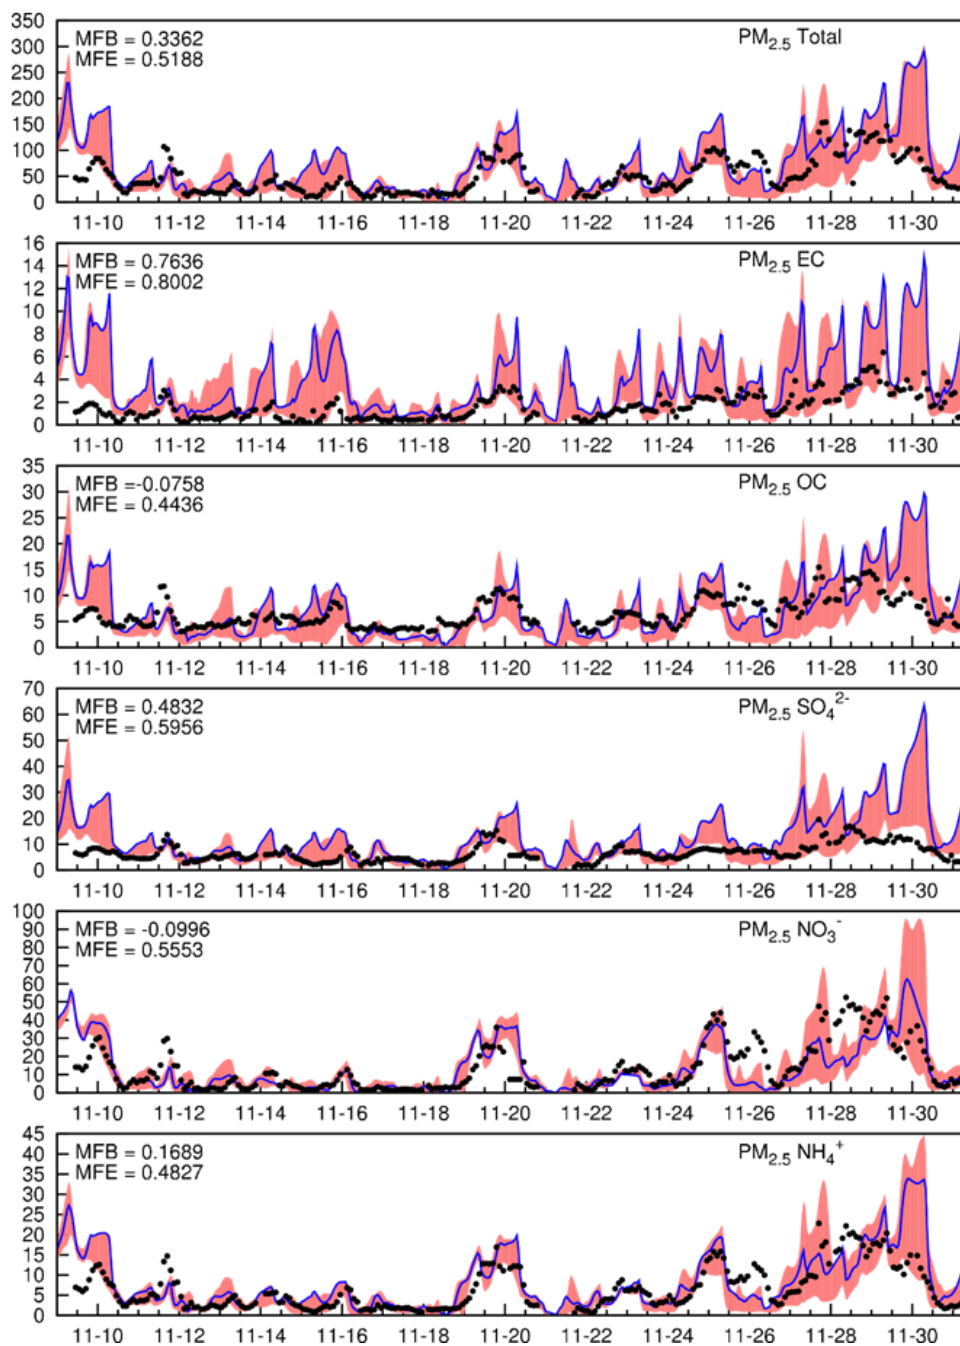 350
300
250
200
150
100
50
0
MFB = 0.3362
MFE = 0.5188
PM2.5 Total
11-10 11-12 11-14 11-16 11-18 11-20 11-22 11-24 11-26 11-28 11-30
16
14
12
10
8
6
4
2
0
MFB = 0.7636
MFE = 0.8002
PM2.5 EC
11-10 11-12 11-14 11-16 11-18 11-20 11-22 11-24 11-26 11-28 11-30
35
30
25
20
15
10
5
0
MFB =-0.0758
MFE = 0.4436
PM2.5 OC
11-10 11-12 11-14 11-16 11-18 11-20 11-22 11-24 11-26 11-28 11-30
70
60
50
40
30
20
10
0
MFB = 0.4832
MFE = 0.5956
PM2.5 SO4 2-
11-10 11-12 11-14 11-16 11-18 11-20 11-22 11-24 11-26 11-28 11-30
100
90
80
70
60
50
40
30
20
10
0
MFB = -0.0996
MFE = 0.5553
PM2.5 NO3 -
11-10 11-12 11-14 11-16 11-18 11-20 11-22 11-24 11-26 11-28 11-30
45
40
35
30
25
20
15
10
5
0
MFB = 0.1689
MFE = 0.4827
PM2.5 NH4 +
11-10 11-12 11-14 11-16 11-18 11-20 11-22 11-24 11-26 11-28 11-30